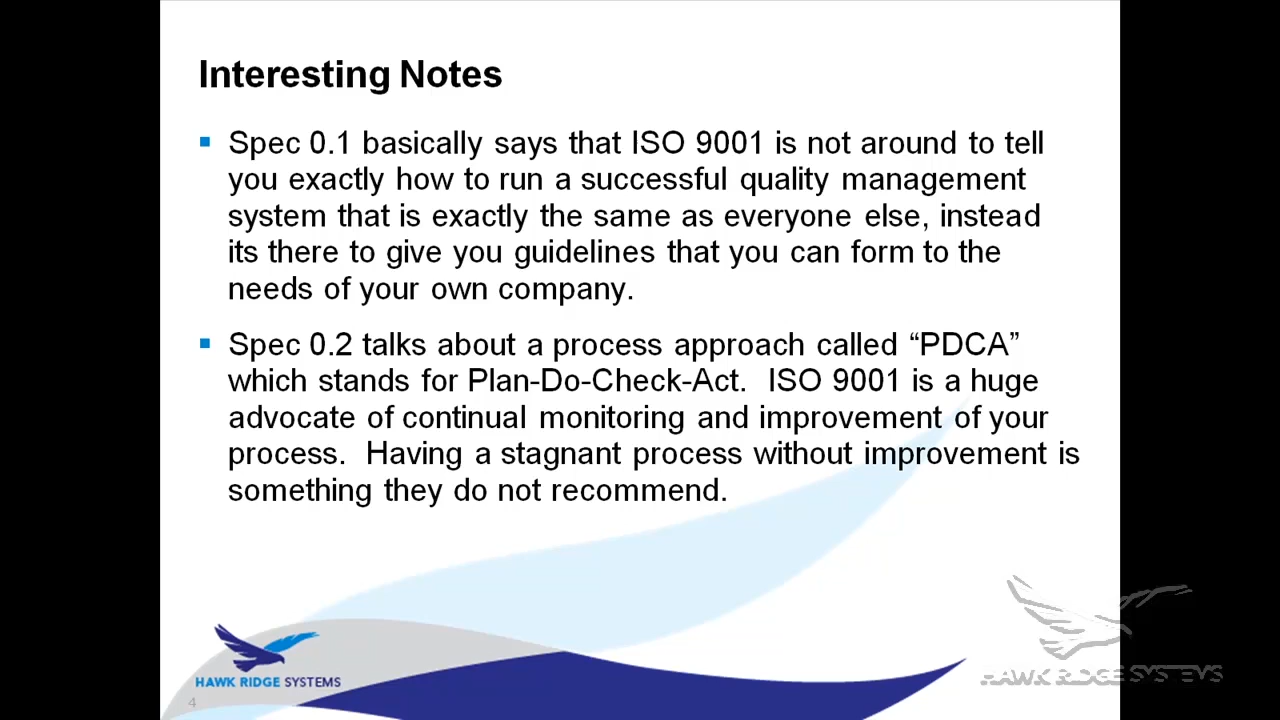 Interesting Notes
Spec 0.1 basically says that ISO 9001 is not around to tell
you exactly how to run a successful quality management
system that is exactly the same as everyone else, instead
its there to give you guidelines that you can form to the
needs of your own company.
Spec 0.2 talks about a process approach called “PDCA”
which stands for Plan-Do-Check-Act.  ISO 9001 is a huge
advocate of continual monitoring and improvement of your
process.  Having a stagnant process without improvement is
something they do not recommend.
HAWK RIDGE SYSTEMS
HAWK RIDGE SYSTEMS
4